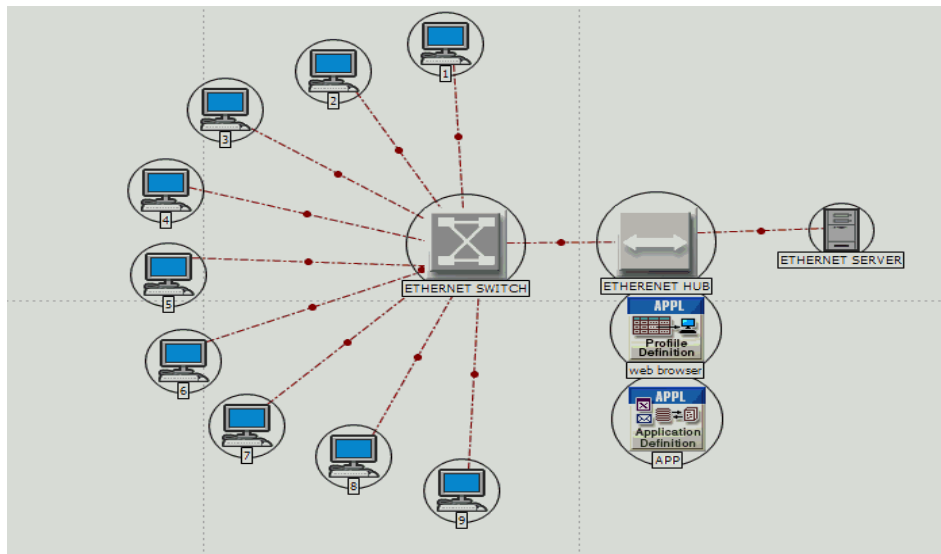 1
2
3
4
5
6
7
8
9
ETHERNET SWITCH
ETHERENET HUB
ETHERNET SERVER
APPL
Profiile
Definition
web browser
APPL
Application
Definition
APP